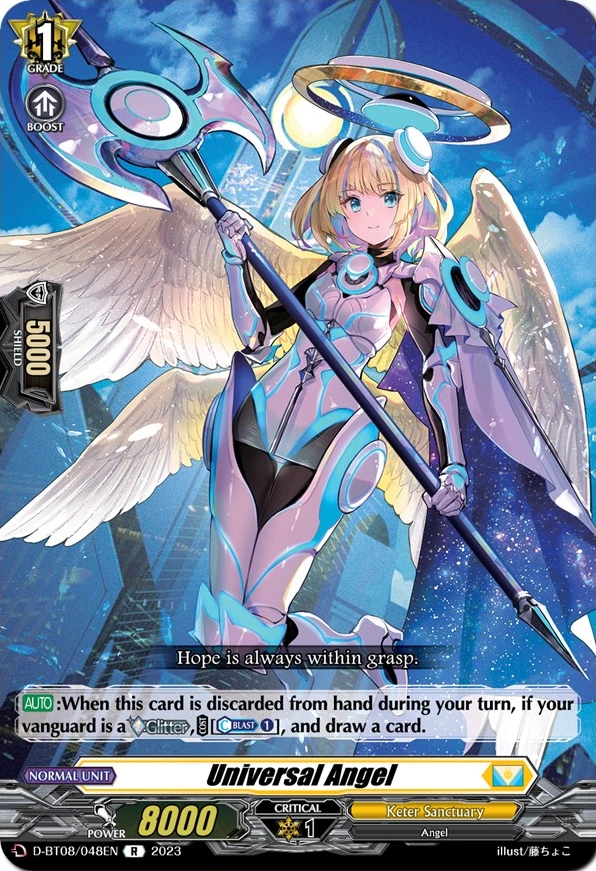 1
GRADE
BOOST
5000
SHIELD
Hope is always within grasp.
AUTO :When this card is discarded from hand during your turn, if your
vanguard is a Glitter, COST [C BLAST 1], and draw a card.
NORMAL UNIT
Universal Angel
POWER 8000
CRITICAL
1
Keter Sanctuary
Angel
D-BT08/048EN R 2023
illust/藤ちょこ